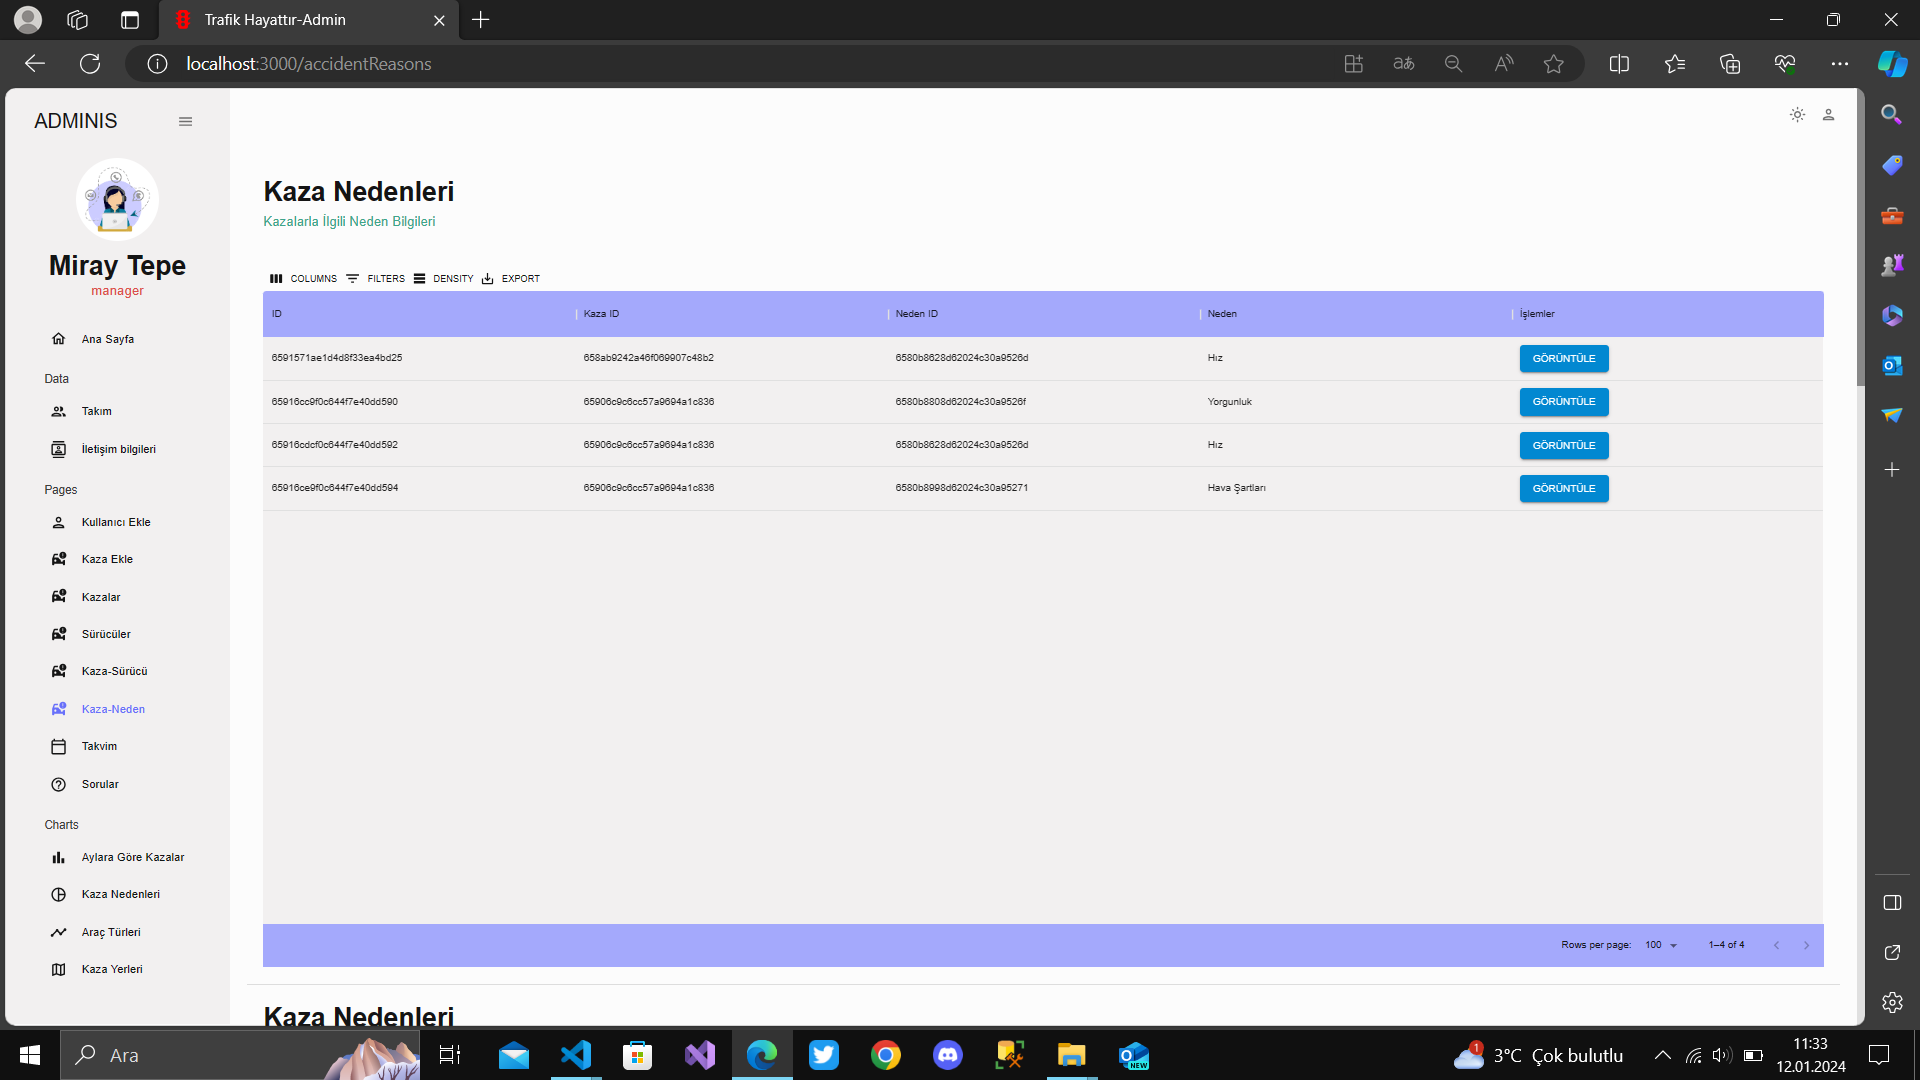 Trafik Hayattır-Admin
localhost:3000/accidentReasons
aあ
ADMINIS
Miray Tepe
manager
Ana Sayfa
Data
Takım
İletişim bilgileri
Pages
Kullanıcı Ekle
Kaza Ekle
Kazalar
Sürücüler
Kaza-Sürücü
Kaza-Neden
Takvim
Sorular
Charts
Aylara Göre Kazalar
Kaza Nedenleri
Araç Türleri
Kaza Yerleri
Kaza Nedenleri
Kazalarla İlgili Neden Bilgileri
COLUMNS FILTERS DENSITY EXPORT
ID Kaza ID Neden ID Neden İşlemler
6591571ae1d4d8f33ea4bd25 658ab9242a46f069907c48b2 6580b8628d62024c30a9526d Hız GÖRÜNTÜLE
65916cc9f0c644f7e40dd590 65906c9c6cc57a9694a1c836 6580b8808d62024c30a9526f Yorgunluk GÖRÜNTÜLE
65916cdcf0c644f7e40dd592 65906c9c6cc57a9694a1c836 6580b8628d62024c30a9526d Hız GÖRÜNTÜLE
65916ce9f0c644f7e40dd594 65906c9c6cc57a9694a1c836 6580b8998d62024c30a95271 Hava Şartları GÖRÜNTÜLE
Rows per page: 100 1–4 of 4
Kaza Nedenleri
Ara
NEW
1
3°C Çok bulutlu
11:33
12.01.2024